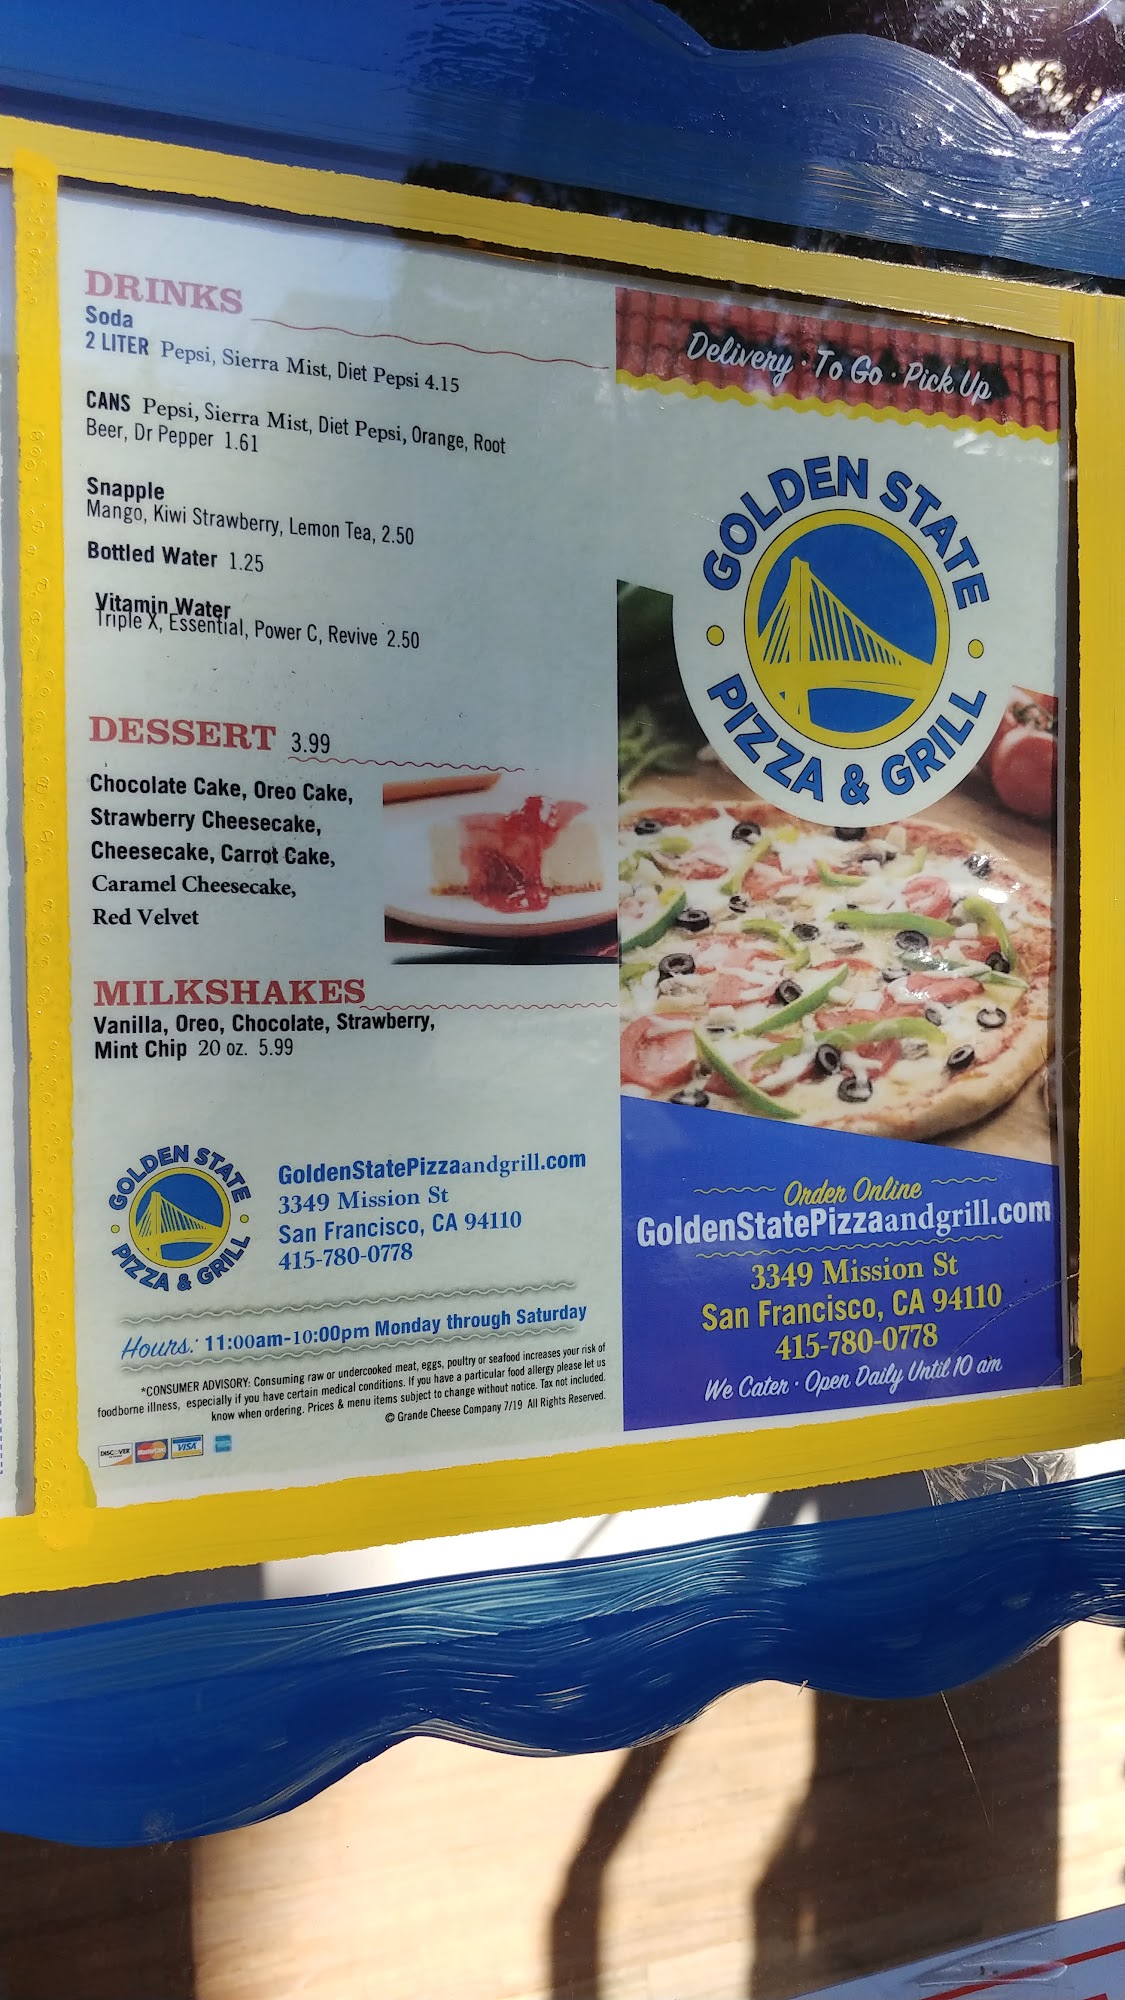 DRINKS
Soda
2 LITER Pepsi, Sierra Mist, Diet Pepsi 4.15
CANS Pepsi, Sierra Mist, Diet Pepsi, Orange, Root
Beer, Dr Pepper 1.61
Snapple
Mango, Kiwi Strawberry, Lemon Tea, 2.50
Bottled Water 1.25
Vitamin Water
Triple X, Essential, Power C, Revive 2.50
DESSERT 3.99
Chocolate Cake, Oreo Cake,
Strawberry Cheesecake,
Cheesecake, Carrot Cake,
Caramel Cheesecake,
Red Velvet
MILKSHAKES
Vanilla, Oreo, Chocolate, Strawberry,
Mint Chip 20 oz. 5.99
GOLDEN STATE
PIZZA & GRILL
GoldenStatePizzaandgrill.com
3349 Mission St
San Francisco, CA 94110
415-780-0778
Hours: 11:00am-10:00pm Monday through Saturday
*CONSUMER ADVISORY: Consuming raw or undercooked meat, eggs, poultry or seafood increases your risk of
foodborne illness, especially if you have certain medical conditions. If you have a particular food allergy please let us
know when ordering. Prices & menu items subject to change without notice. Tax not included.
© Grande Cheese Company 7/19 All Rights Reserved.
DISCOVER MasterCard VISA
Delivery · To Go · Pick Up
GOLDEN STATE
PIZZA & GRILL
Order Online
GoldenStatePizzaandgrill.com
3349 Mission St
San Francisco, CA 94110
415-780-0778
We Cater · Open Daily Until 10 am